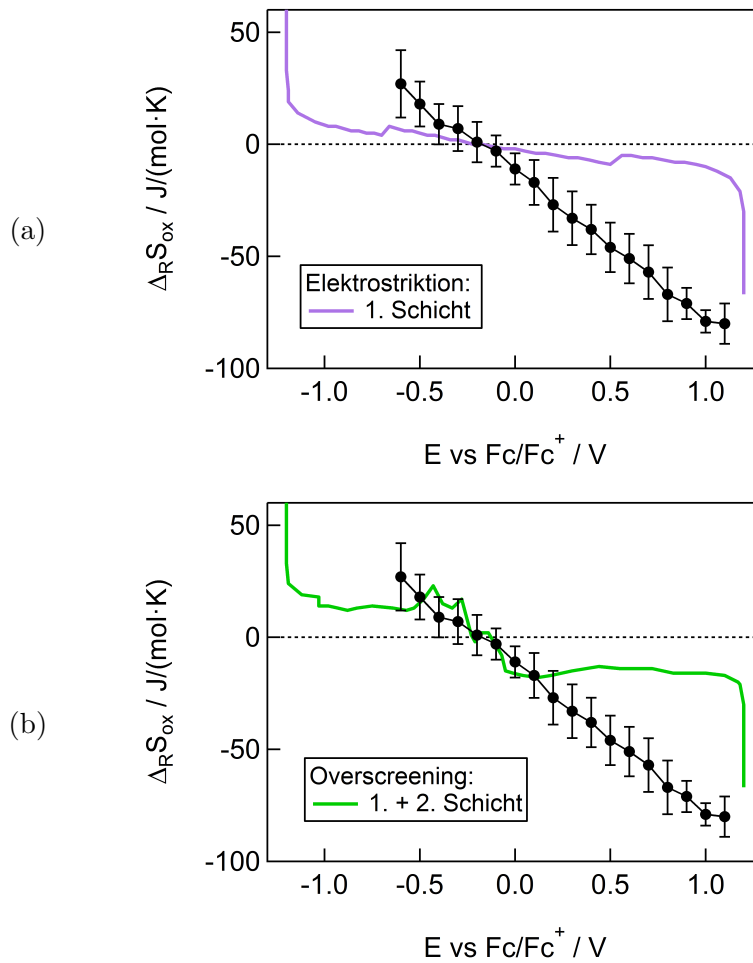 (a)
Δ_RS_ox / J/(mol·K)
50
0
-50
-100
Elektrostriktion:
1. Schicht
-1.0 -0.5 0.0 0.5 1.0
E vs Fc/Fc⁺ / V
(b)
Δ_RS_ox / J/(mol·K)
50
0
-50
-100
Overscreening:
1. + 2. Schicht
-1.0 -0.5 0.0 0.5 1.0
E vs Fc/Fc⁺ / V